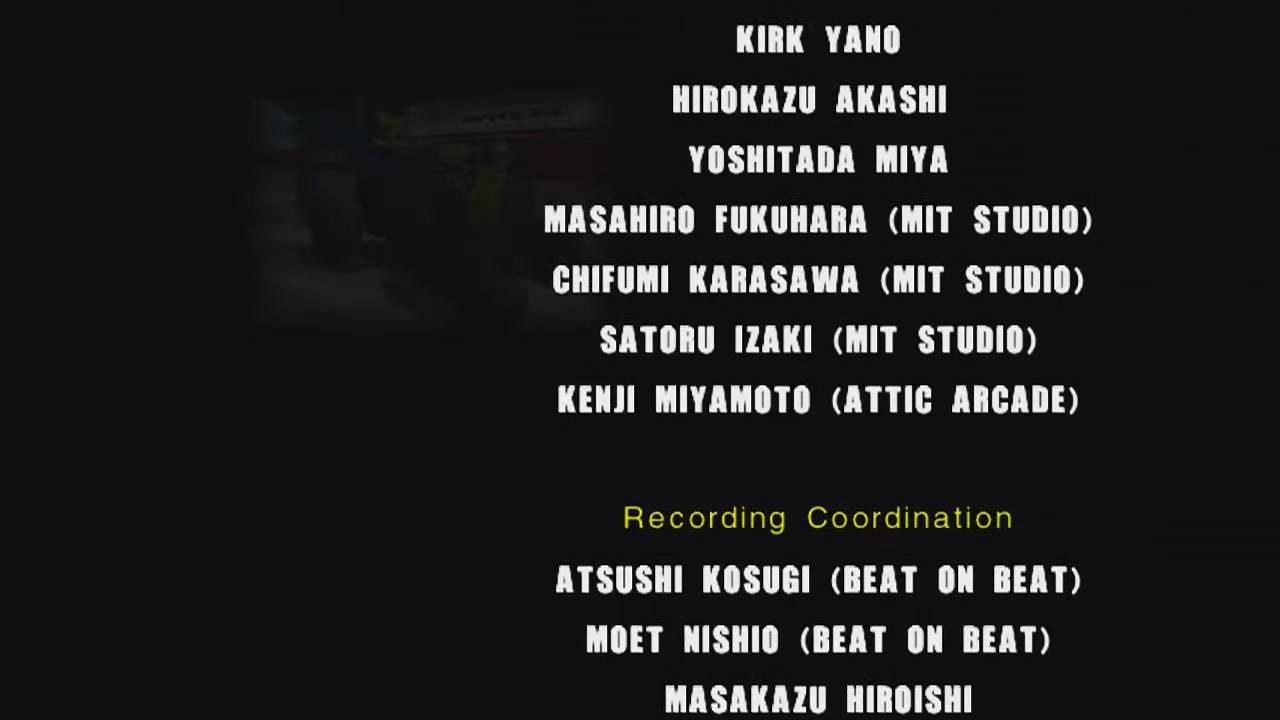 KIRK YANO
HIROKAZU AKASHI
YOSHITADA MIYA
MASAHIRO FUKUHARA (MIT STUDIO)
CHIFUMI KARASAWA (MIT STUDIO)
SATORU IZAKI (MIT STUDIO)
KENJI MIYAMOTO (ATTIC ARCADE)
Recording Coordination
ATSUSHI KOSUGI (BEAT ON BEAT)
MOET NISHIO (BEAT ON BEAT)
MASAKAZU HIROISHI